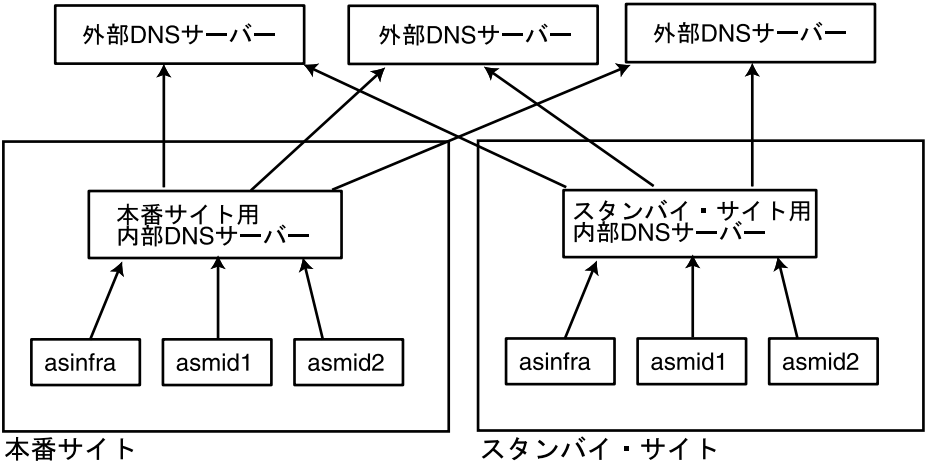 外部DNSサーバー
外部DNSサーバー
外部DNSサーバー
本番サイト用
内部DNSサーバー
スタンバイ・サイト用
内部DNSサーバー
asinfra
asmid1
asmid2
asinfra
asmid1
asmid2
本番サイト
スタンバイ・サイト